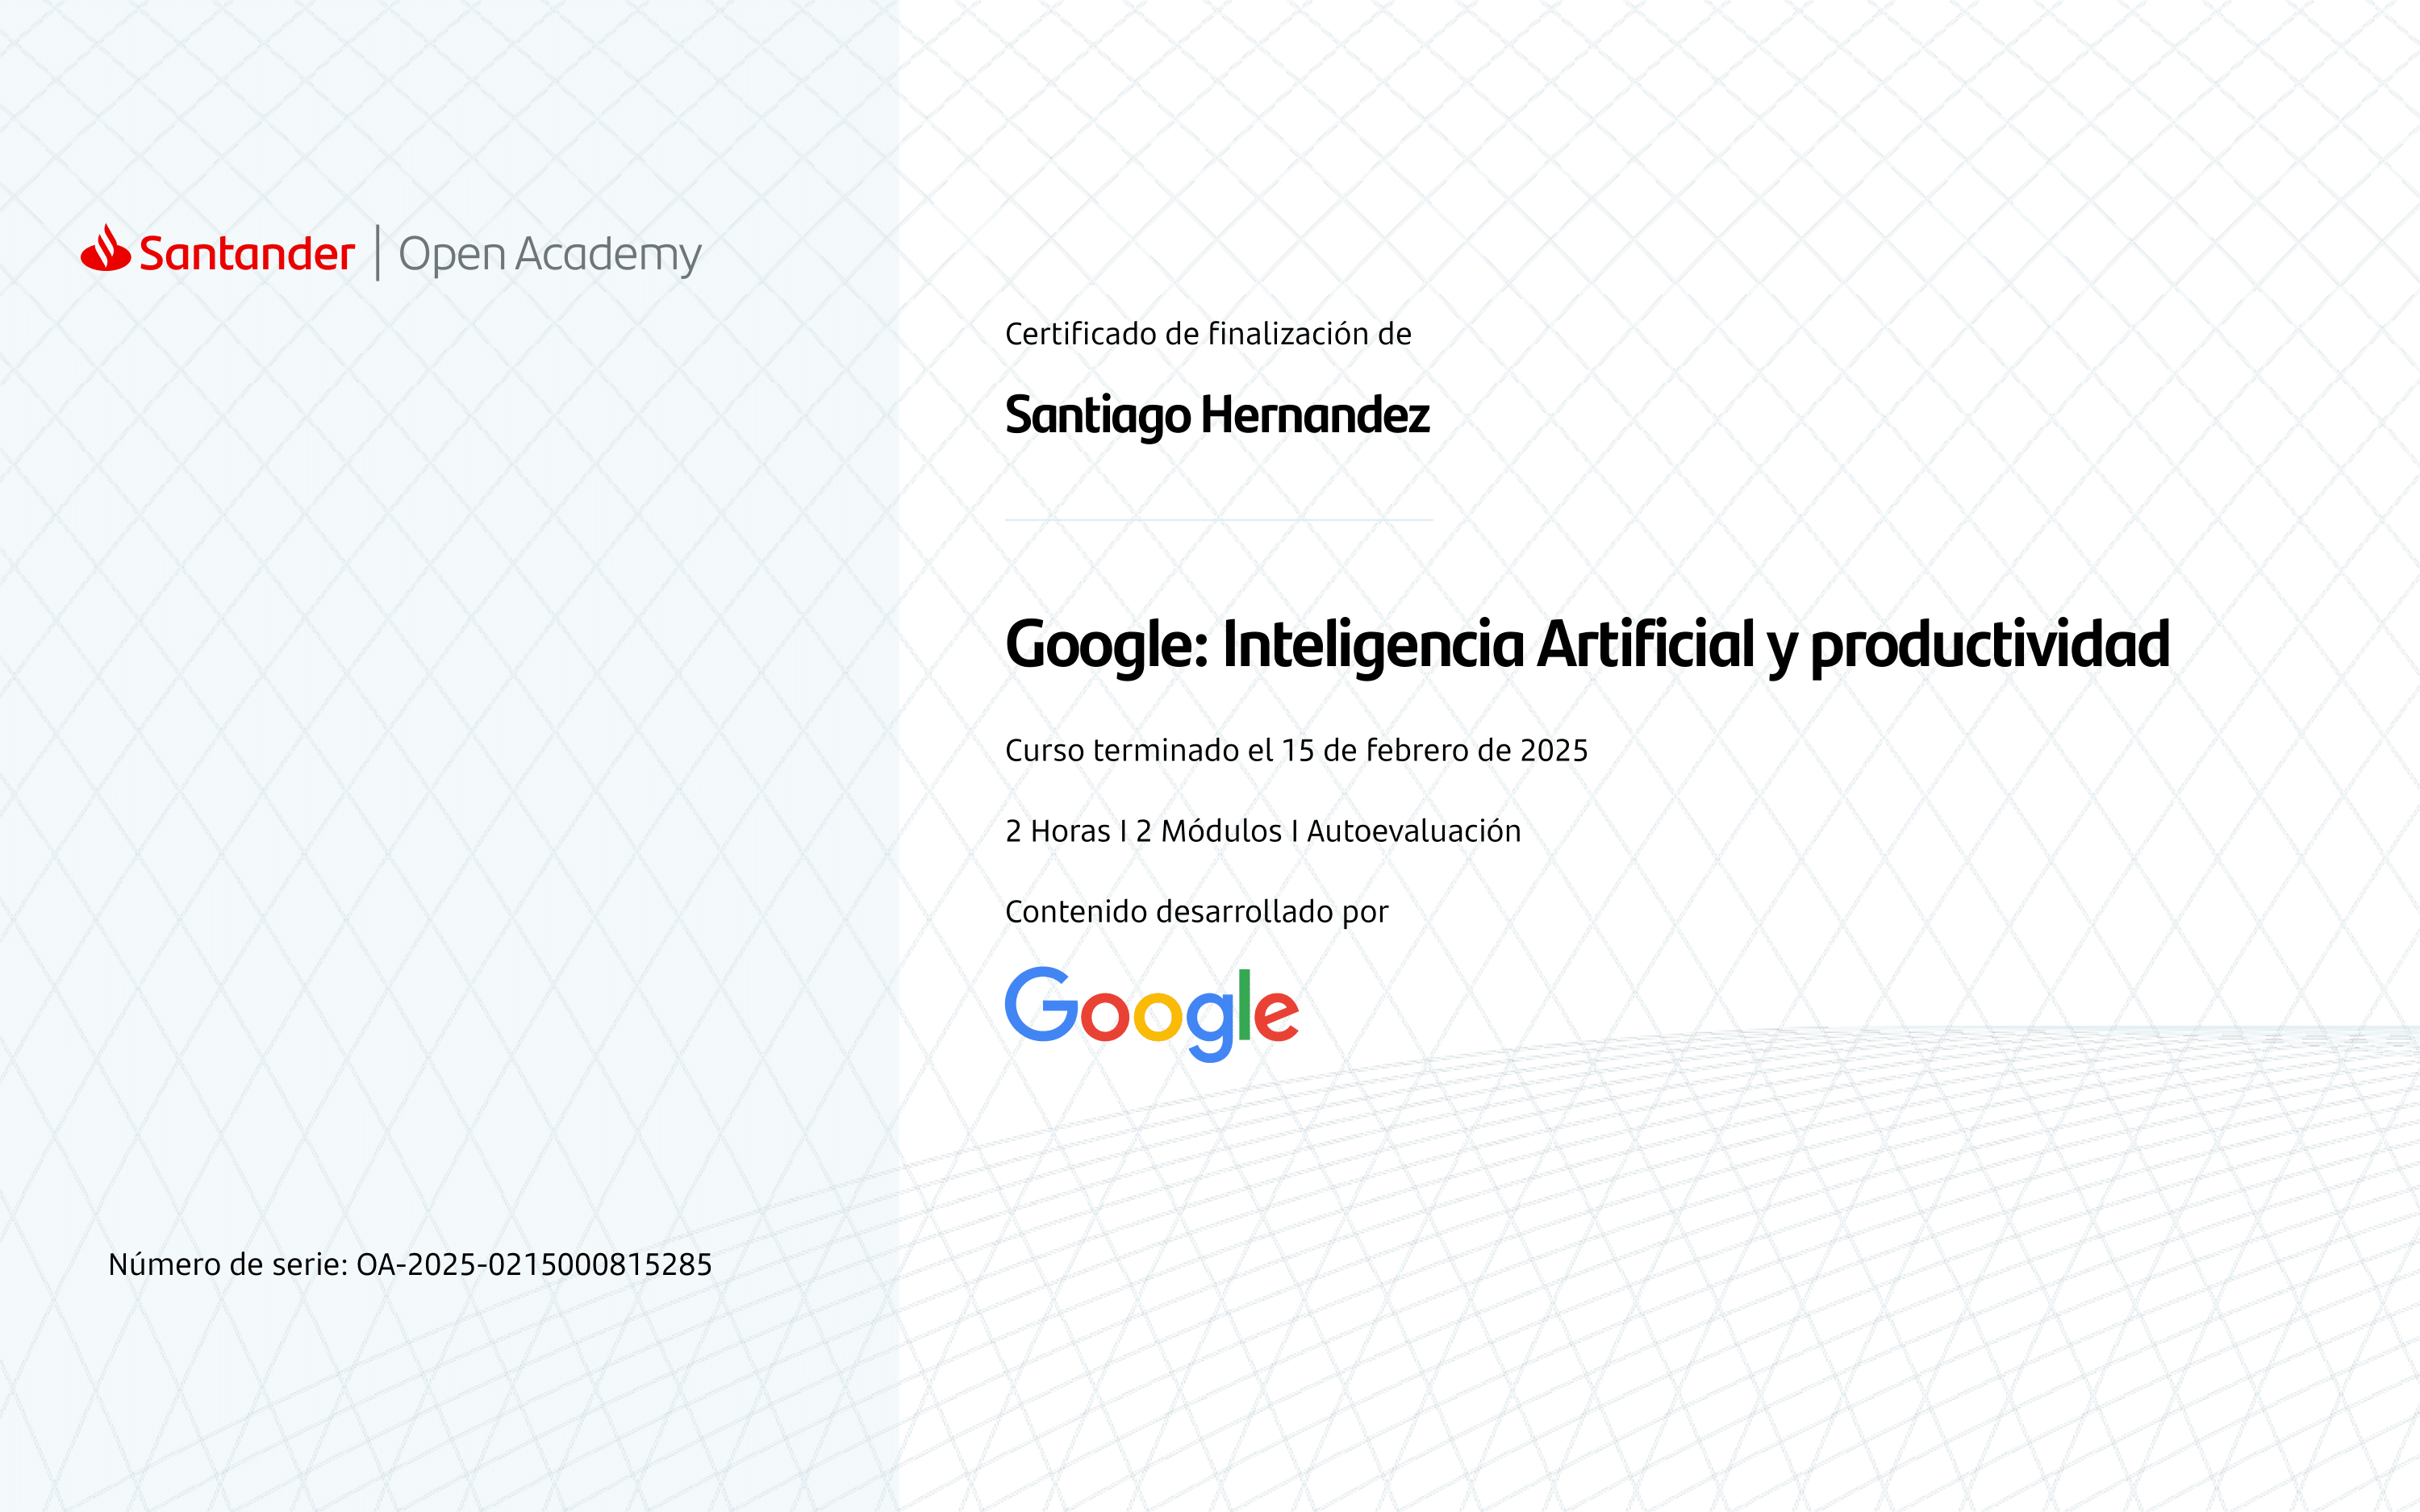 Santander | Open Academy
Certificado de finalización de
Santiago Hernandez
Google: Inteligencia Artificial y productividad
Curso terminado el 15 de febrero de 2025
2 Horas I 2 Módulos I Autoevaluación
Contenido desarrollado por
Google
Número de serie: OA-2025-0215000815285